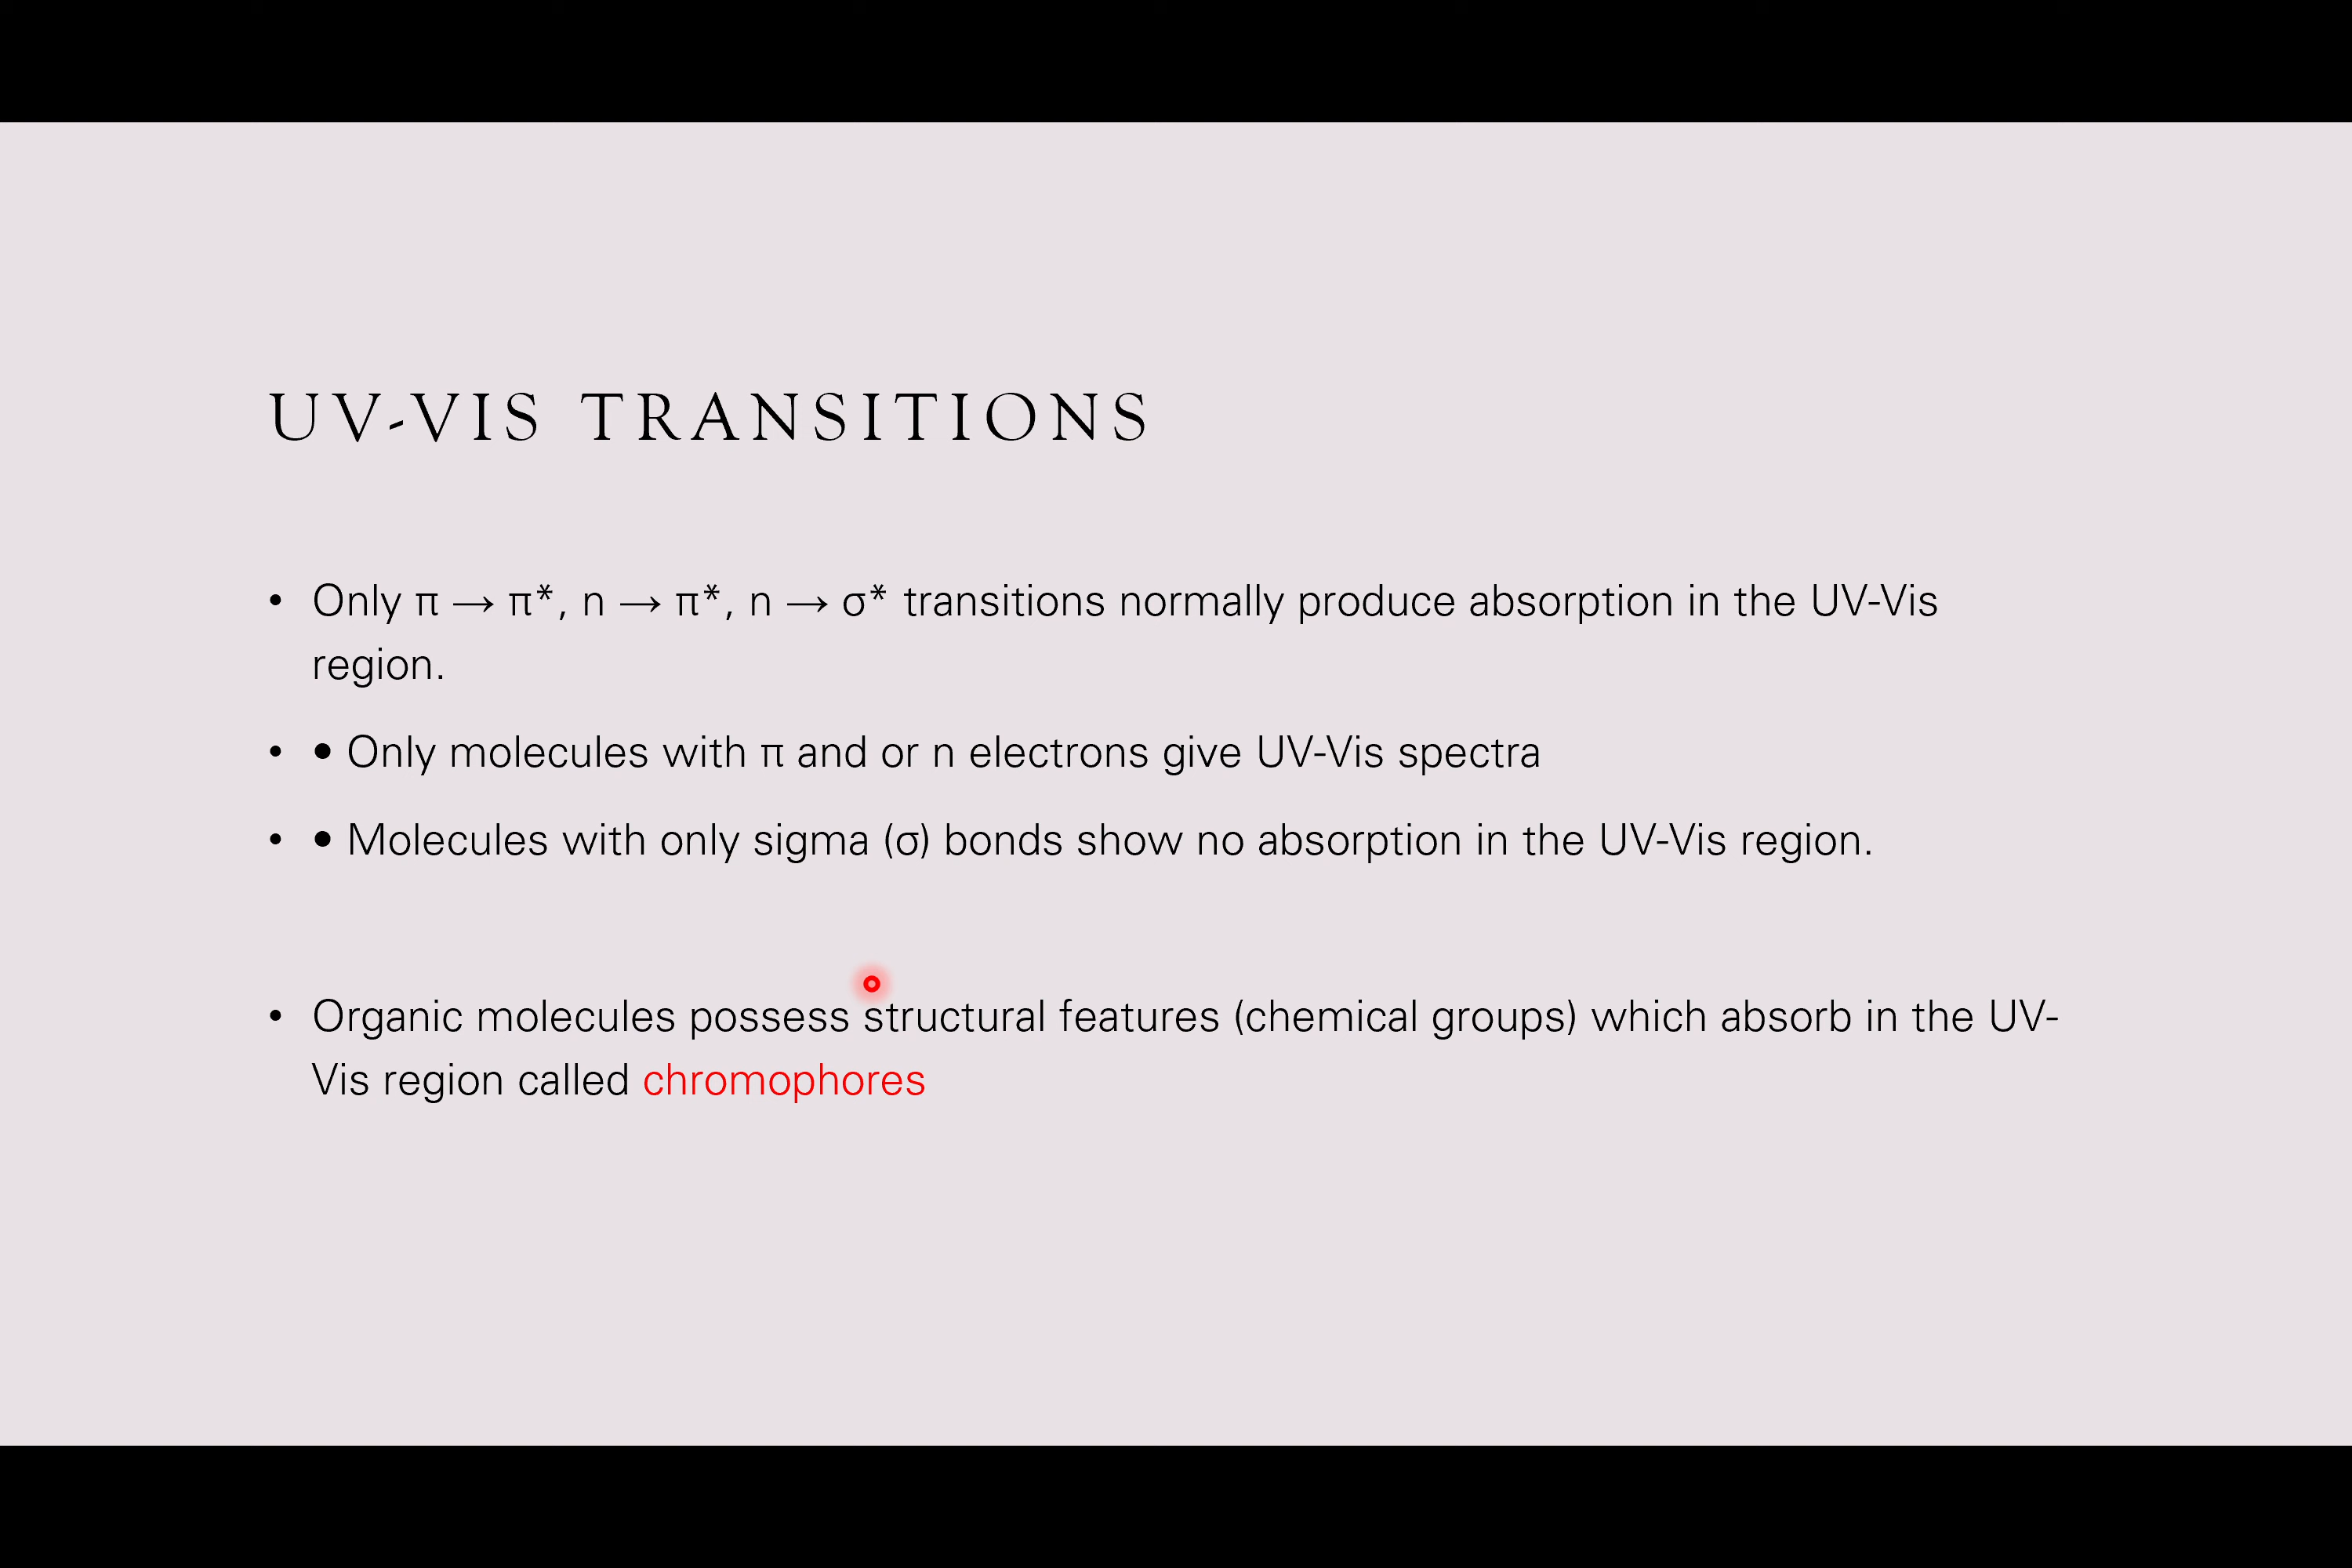 UV-VIS TRANSITIONS
• Only π → π*, n → π*, n → σ* transitions normally produce absorption in the UV-Vis
region.
• • Only molecules with π and or n electrons give UV-Vis spectra
• • Molecules with only sigma (σ) bonds show no absorption in the UV-Vis region.
• Organic molecules possess structural features (chemical groups) which absorb in the UV-
Vis region called chromophores